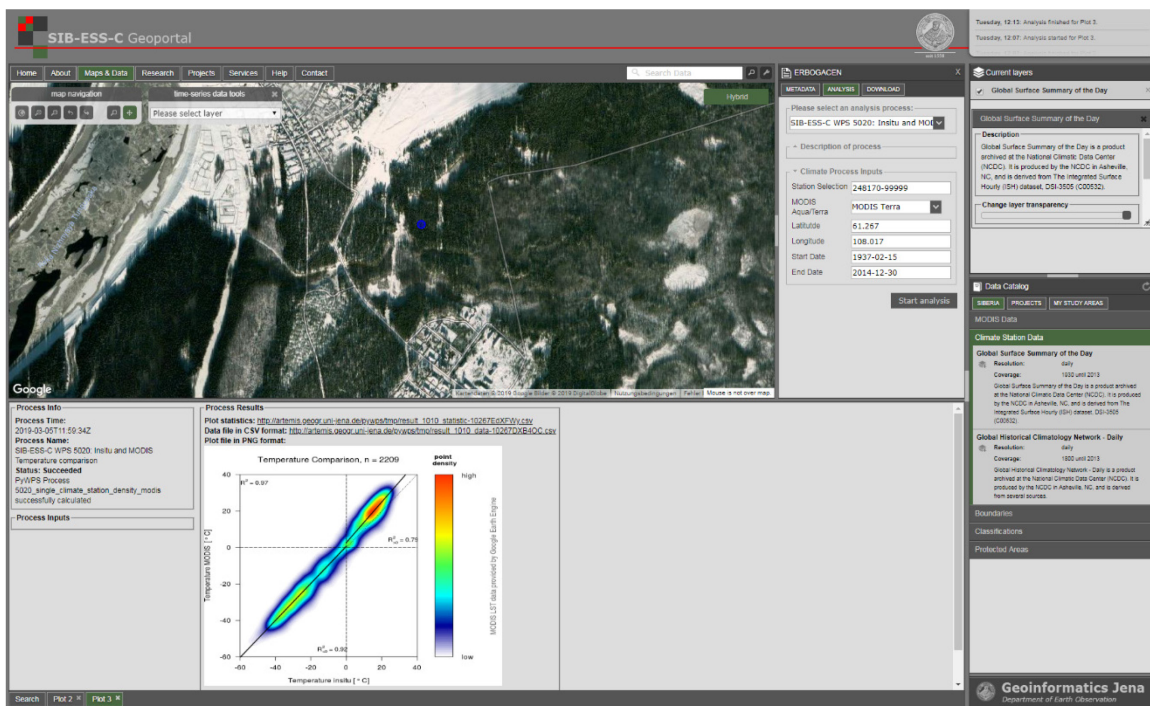 SIB-ESS-C Geoportal
Tuesday, 12:13: Analysis finished for Plot 3.
Tuesday, 12:07: Analysis started for Plot 3.
Home About Maps & Data Research Projects Services Help Contact
Search Data
map navigation
time-series data tools
Please select layer
Hybrid
Google
Kartendaten © 2019 Google Bilder © 2019 DigitalGlobe
Nutzungsbedingungen
Fehler
Mouse is not over map
ERBOGACEN
X
METADATA ANALYSIS DOWNLOAD
Please select an analysis process:
SIB-ESS-C WPS 5020: Insitu and MOD
Description of process
Climate Process Inputs
Station Selection 248170-99999
MODIS
Aqua/Terra
MODIS Terra
Latitutde 61.267
Longitude 108.017
Start Date 1937-02-15
End Date 2014-12-30
Start analysis
Current layers
Global Surface Summary of the Day
Global Surface Summary of the Day
Description
Global Surface Summary of the Day is a product
archived at the National Climatic Data Center
(NCDC). It is produced by the NCDC in Asheville,
NC, and is derived from The Integrated Surface
Hourly (ISH) dataset, DSI-3505 (C00532).
Change layer transparency
Data Catalog
SIBERIA PROJECTS MY STUDY AREAS
MODIS Data
Climate Station Data
Global Surface Summary of the Day
Resolution: daily
Coverage: 1930 until 2013
Global Surface Summary of the Day is a product archived
at the National Climatic Data Center (NCDC). It is produced
by the NCDC in Asheville, NC, and is derived from The
Integrated Surface Hourly (ISH) dataset, DSI-3505
(C00532).
Global Historical Climatology Network - Daily
Resolution: daily
Coverage: 1800 until 2013
Global Historical Climatology Network - Daily is a product
archived at the National Climatic Data Center (NCDC). It is
produced by the NCDC in Asheville, NC, and is derived
from several sources.
Boundaries
Classifications
Protected Areas
Process Info
Process Time:
2019-03-05T11:59:34Z
Process Name:
SIB-ESS-C WPS 5020: Insitu and MODIS
Temperature comparison
Status: Succeeded
PyWPS Process
5020_single_climate_station_density_modis
successfully calculated
Process Inputs
Process Results
Plot statistics: http://artemis.geogr.uni-jena.de/pywps/tmp/result_1010_statistic-10267EdXFWy.csv
Data file in CSV format: http://artemis.geogr.uni-jena.de/pywps/tmp/result_1010_data-10267DXB4OC.csv
Plot file in PNG format:
Temperature Comparison, n = 2209
point
density
high
low
R² = 0.97
Temperature MODIS [ ° C]
40
20
0
-20
-40
-60
-60 -40 -20 0 20 40
Temperature Insitu [ ° C]
MODIS LST data provided by Google Earth Engine
Search Plot 2 Plot 3
Geoinformatics Jena
Department of Earth Observation